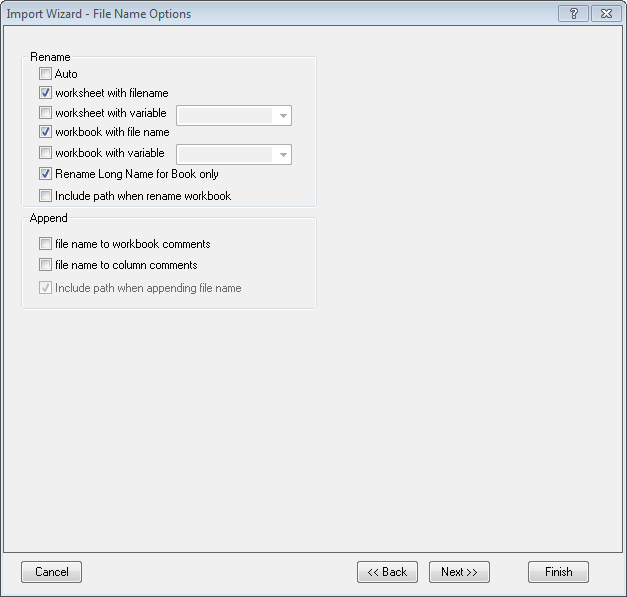 Import Wizard - File Name Options
Rename
Auto
worksheet with filename
worksheet with variable
workbook with file name
workbook with variable
Rename Long Name for Book only
Include path when rename workbook
Append
file name to workbook comments
file name to column comments
Include path when appending file name
Cancel
<< Back
Next >>
Finish